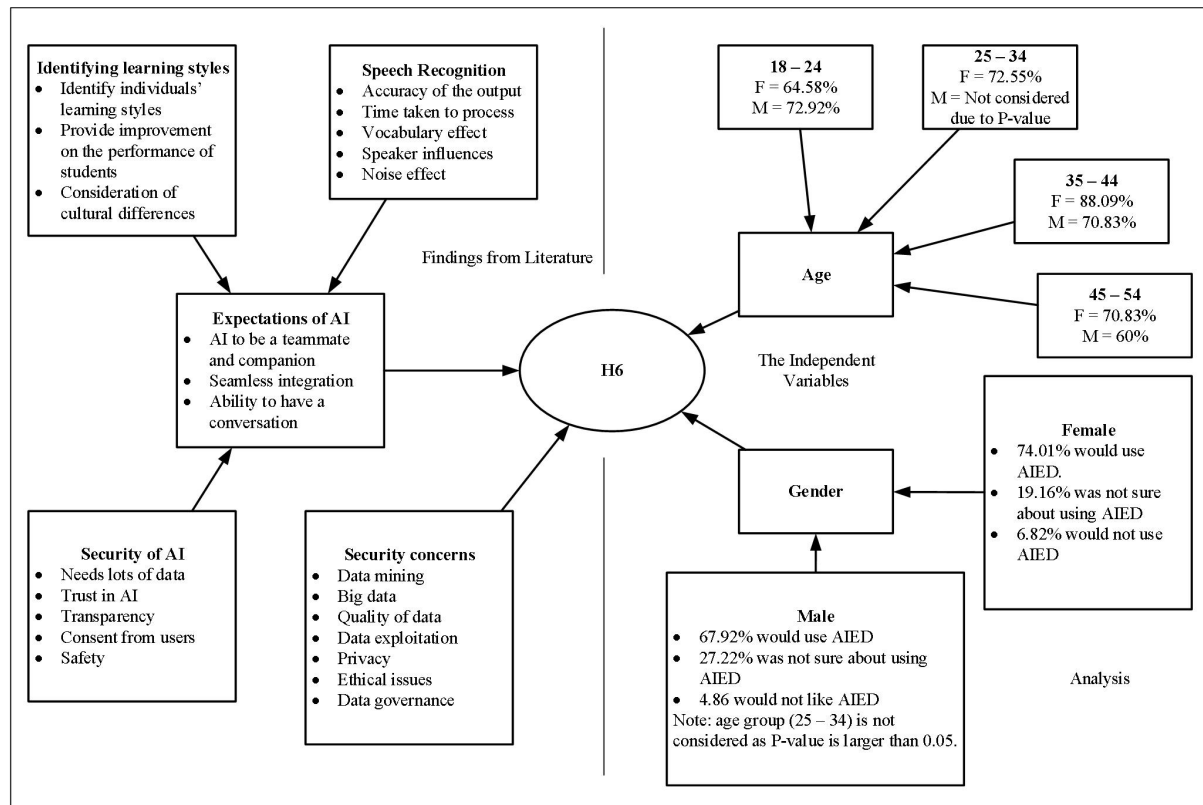 Identifying learning styles
• Identify individuals'
learning styles
• Provide improvement
on the performance of
students
• Consideration of
cultural differences
Speech Recognition
• Accuracy of the output
• Time taken to process
• Vocabulary effect
• Speaker influences
• Noise effect
Findings from Literature
Expectations of AI
• AI to be a teammate
and companion
• Seamless integration
• Ability to have a
conversation
Security of AI
• Needs lots of data
• Trust in AI
• Transparency
• Consent from users
• Safety
Security concerns
• Data mining
• Big data
• Quality of data
• Data exploitation
• Privacy
• Ethical issues
• Data governance
H6
18 – 24
F = 64.58%
M = 72.92%
25 – 34
F = 72.55%
M = Not considered
due to P-value
35 – 44
F = 88.09%
M = 70.83%
45 – 54
F = 70.83%
M = 60%
Age
The Independent
Variables
Gender
Female
• 74.01% would use
AIED.
• 19.16% was not sure
about using AIED
• 6.82% would not use
AIED
Male
• 67.92% would use AIED
• 27.22% was not sure about using
AIED
• 4.86 would not like AIED
Note: age group (25 – 34) is not
considered as P-value is larger than 0.05.
Analysis